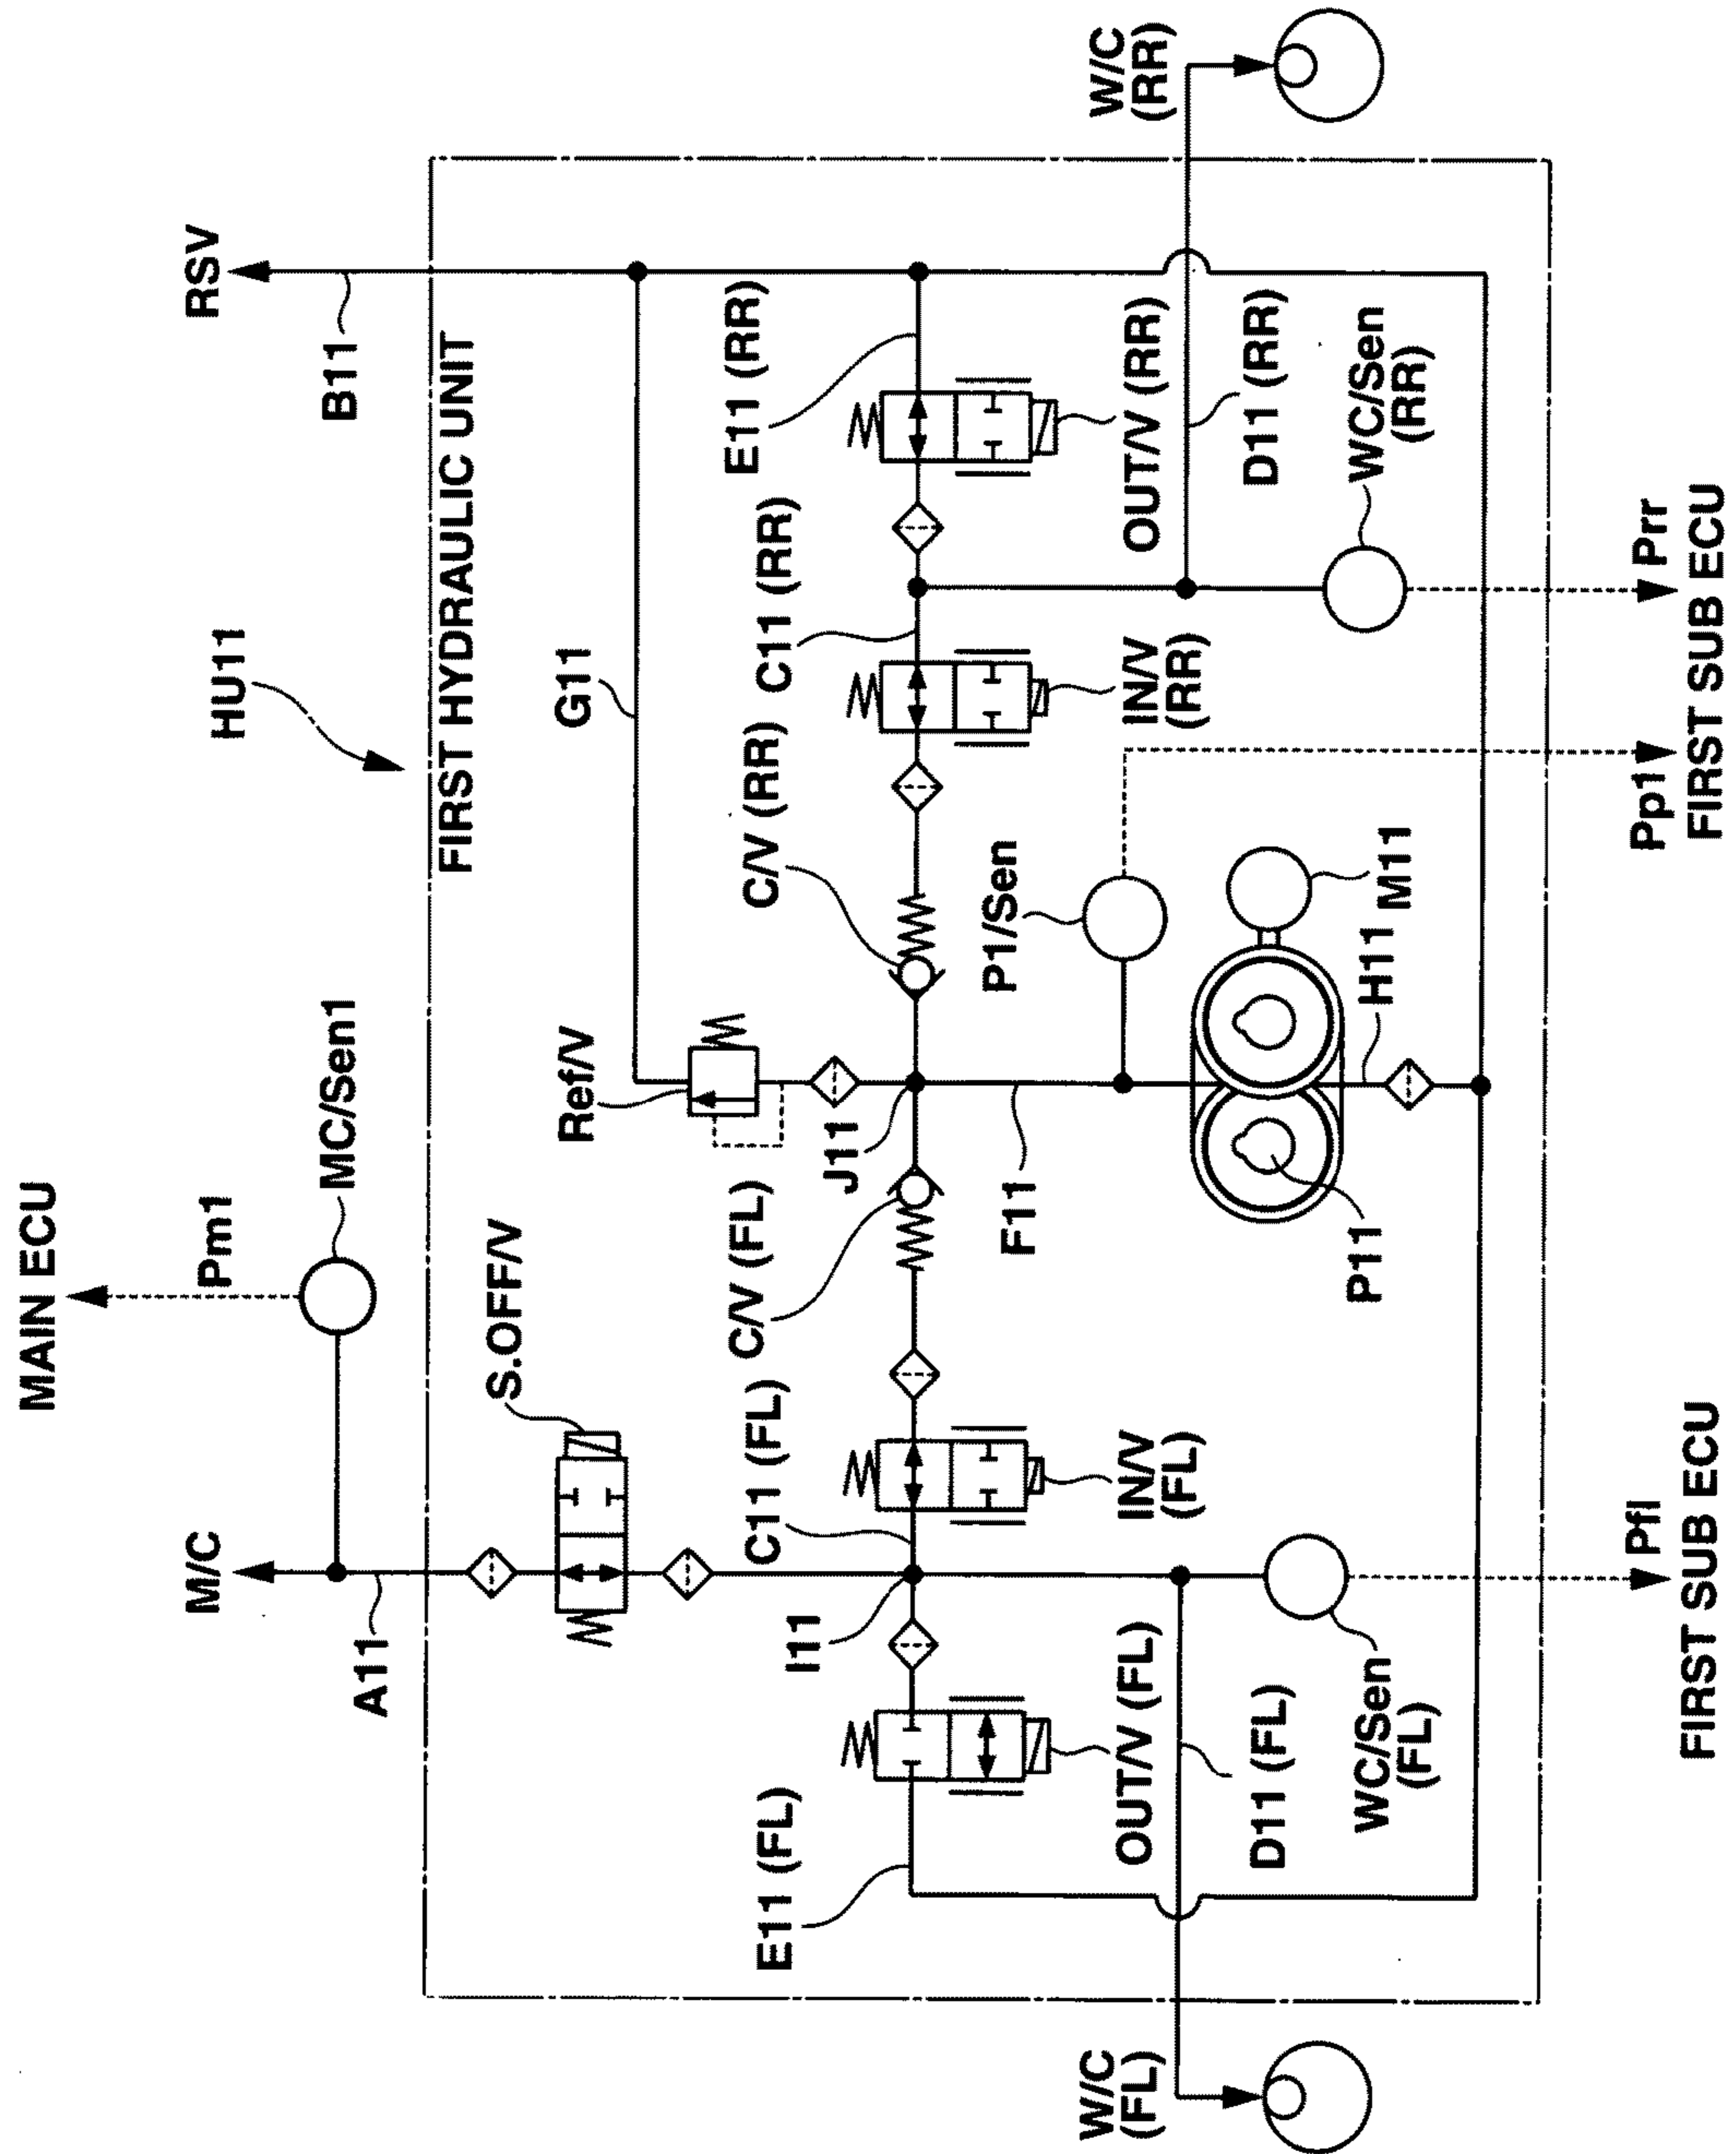 MAIN ECU
Pm1
MC/Sen1
M/C
A11
HU11
RSV
B11
FIRST HYDRAULIC UNIT
S.OFF/V
Ref/V
G11
E11 (FL)
I11
C11 (FL)
C/V (FL)
J11
C/V (RR)
C11 (RR)
E11 (RR)
F11
P1/Sen
W/C
(FL)
OUT/V (FL)
IN/V
(FL)
IN/V
(RR)
OUT/V (RR)
W/C
(RR)
D11 (FL)
P11
H11
M11
D11 (RR)
WC/Sen
(FL)
WC/Sen
(RR)
Pfl
FIRST SUB ECU
Pp1
Prr
FIRST SUB ECU